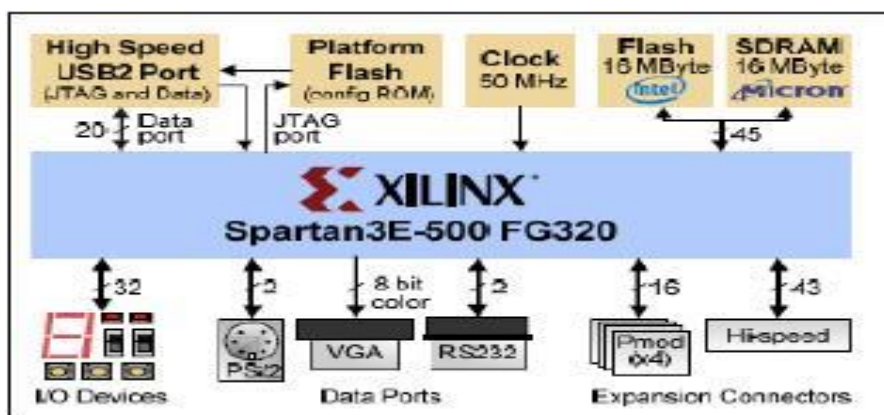 High Speed
USB2 Port
(JTAG and Data)
Platform
Flash
(config ROM)
Clock
50 MHz
Flash
16 MByte
intel
SDRAM
16 MByte
Micron
20
Data
port
JTAG
port
45
XILINX
Spartan3E-500 FG320
32
2
8 bit
color
2
16
43
PS/2
VGA
RS232
Pmod
(x4)
Hi-speed
I/O Devices
Data Ports
Expansion Connectors